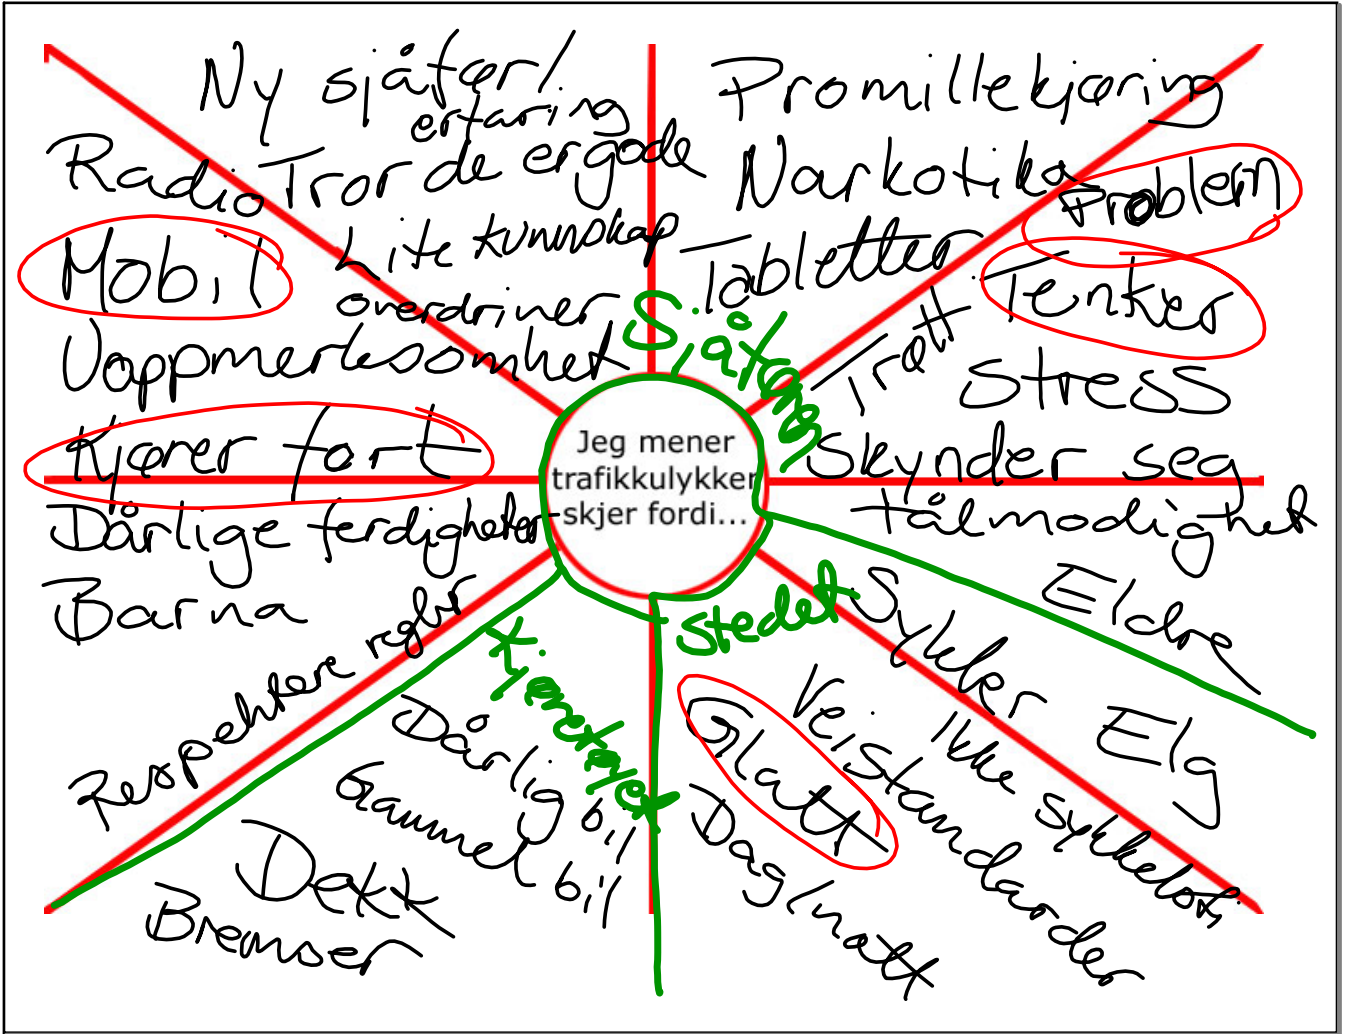 Ny sjåfør/
erfaring
Radio
Tror de er gode
Mobil
Lite kunnskap
overdriver
Uoppmerksomhet
Kjører fort
Dårlige ferdigheter
Barna
Respektere regler
Promillekjøring
Narkotika
Problem
Tabletter
Tenker
Trøtt
Stress
Skynder seg
tålmodighet
Sjåføren
Jeg mener
trafikkulykker
skjer fordi...
Eldre
stedet
Sykler
Elg
Veistandarder
Ikke sykkelsti
Glatt
Dag/natt
Kjøretøyet
Dårlig bil
Gammel bil
Dekk
Bremser